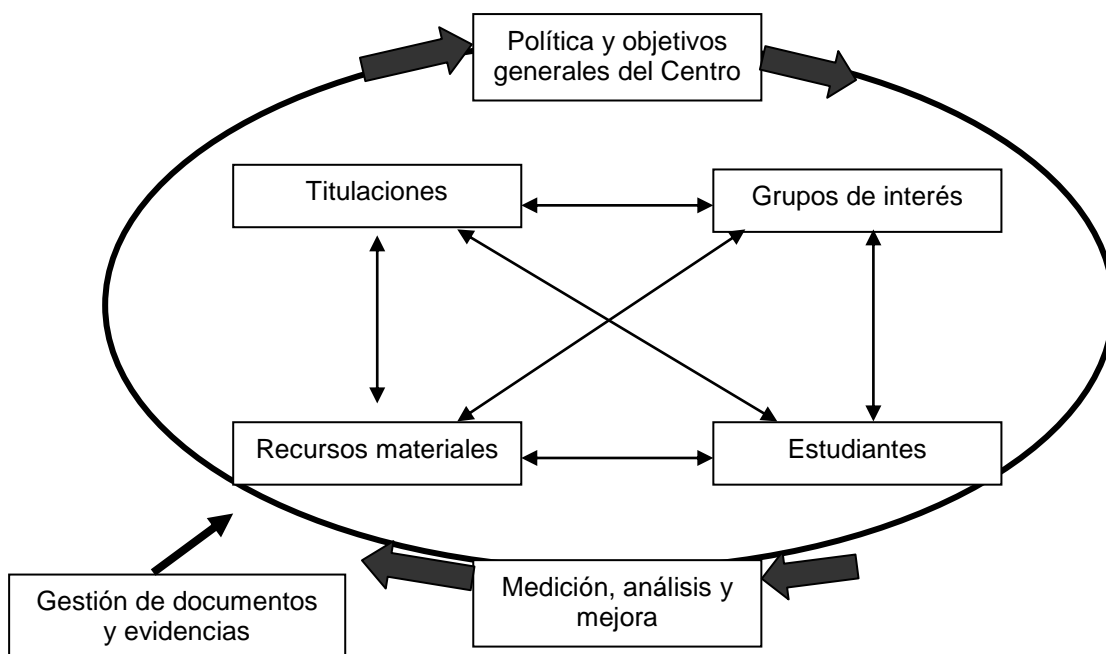 Política y objetivos
generales del Centro
Titulaciones
Grupos de interés
Recursos materiales
Estudiantes
Medición, análisis y
mejora
Gestión de documentos
y evidencias